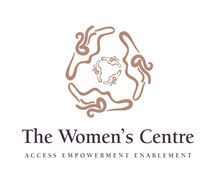 The Women's Centre
ACCESS EMPOWERMENT ENABLEMENT